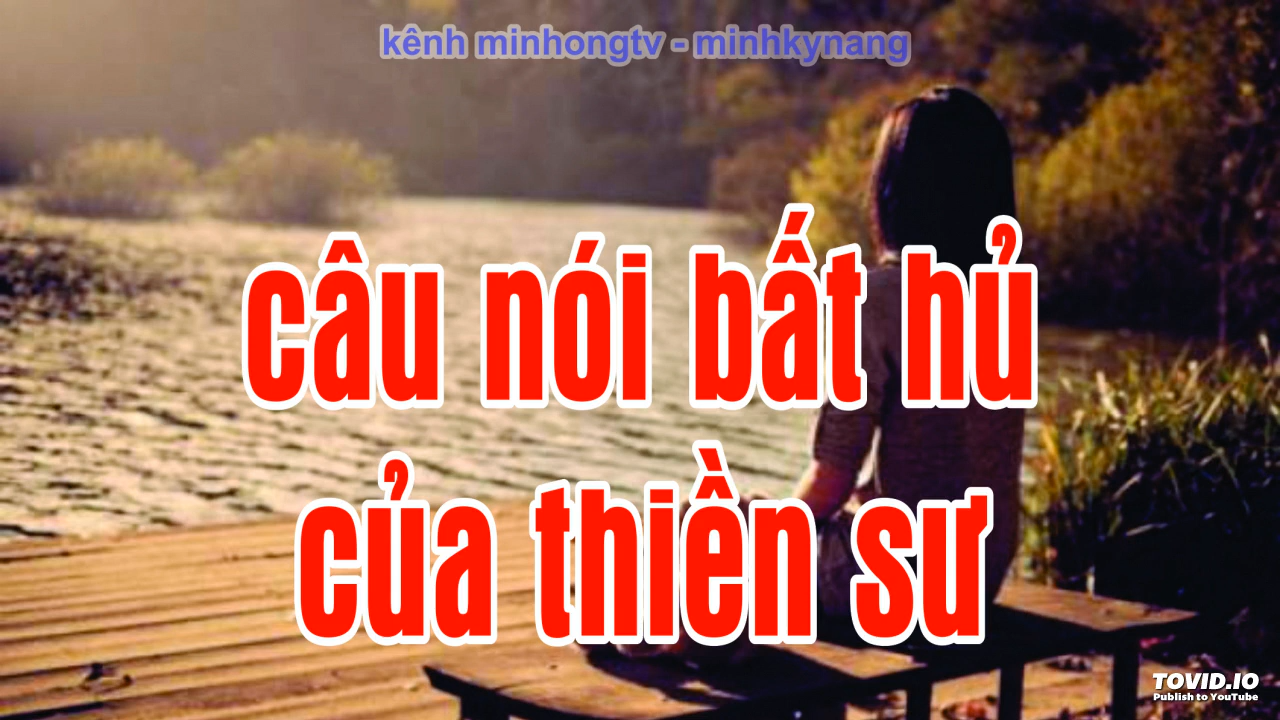 kênh minhongtv - minhkynang
câu nói bất hủ
của thiền sư
TOVID.IO
Publish to YouTube